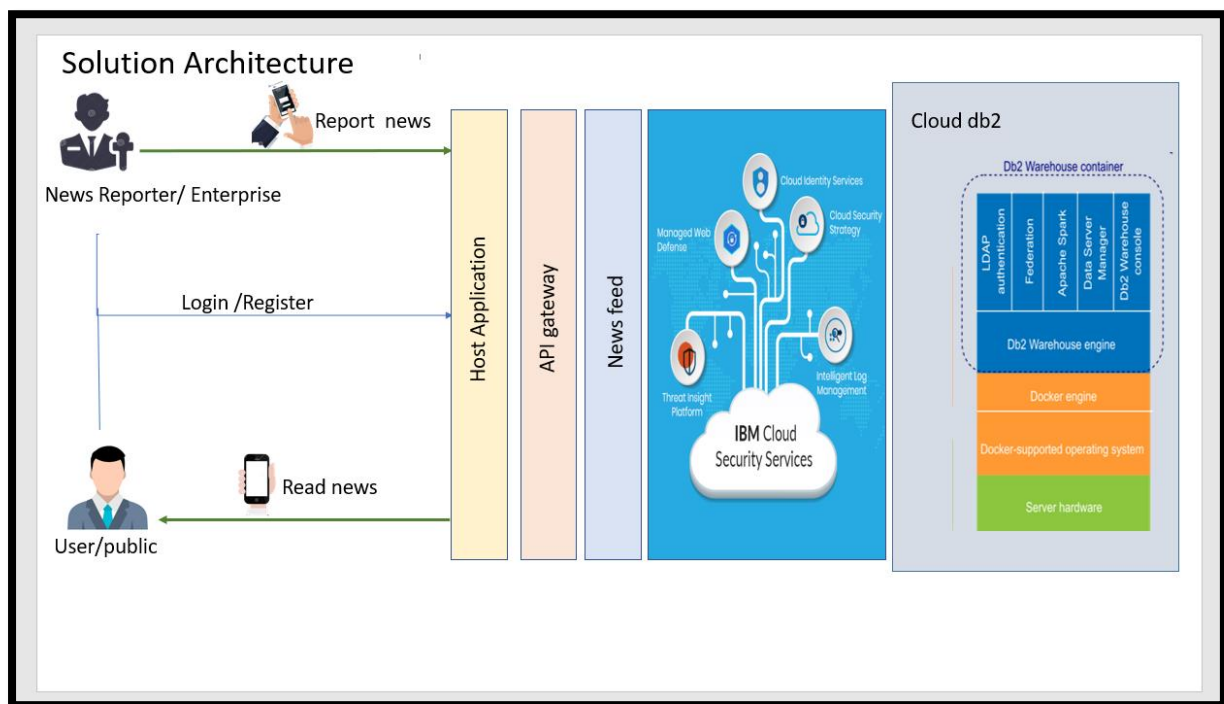 Solution Architecture
Report  news
News Reporter/ Enterprise
Login /Register
Read news
User/public
Host Application
API gateway
News feed
Cloud Identity Services
Cloud Security
Strategy
Managed Web
Defense
Intelligent Log
Management
Threat Insight
Platform
IBM Cloud
Security Services
Cloud db2
Db2 Warehouse container
LDAP
authentication
Federation
Apache Spark
Data Server
Manager
Db2 Warehouse
console
Db2 Warehouse engine
Docker engine
Docker-supported operating system
Server hardware